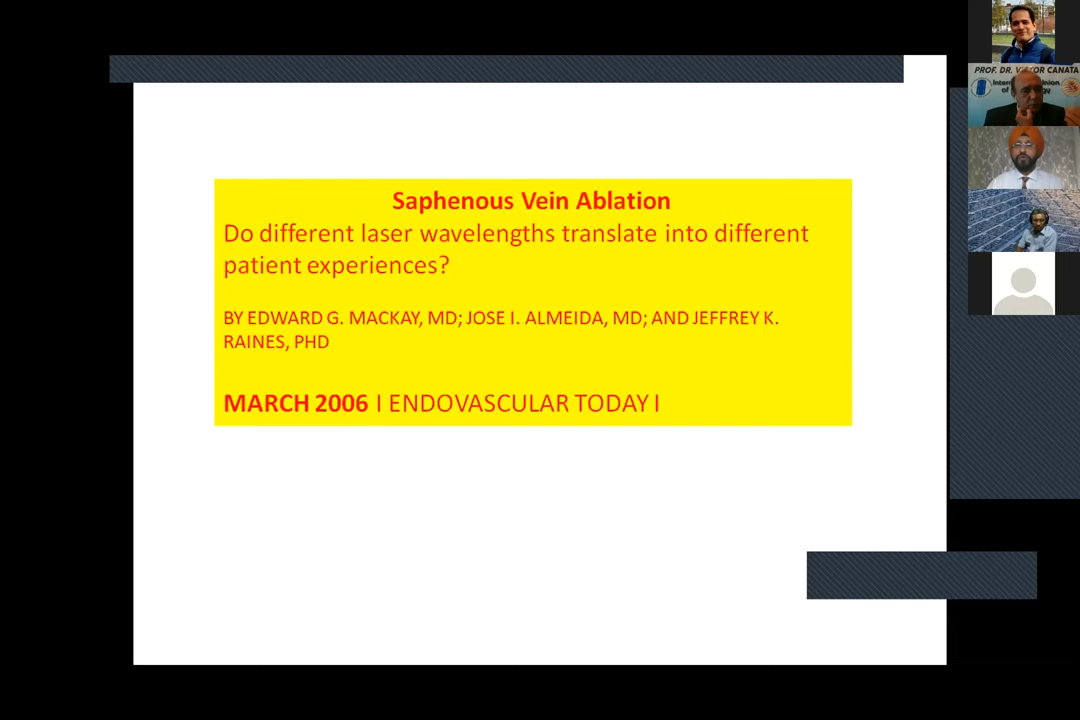 Saphenous Vein Ablation
Do different laser wavelengths translate into different
patient experiences?
BY EDWARD G. MACKAY, MD; JOSE I. ALMEIDA, MD; AND JEFFREY K.
RAINES, PHD
MARCH 2006 I ENDOVASCULAR TODAY I
PROF. DR. VICTOR CANATA